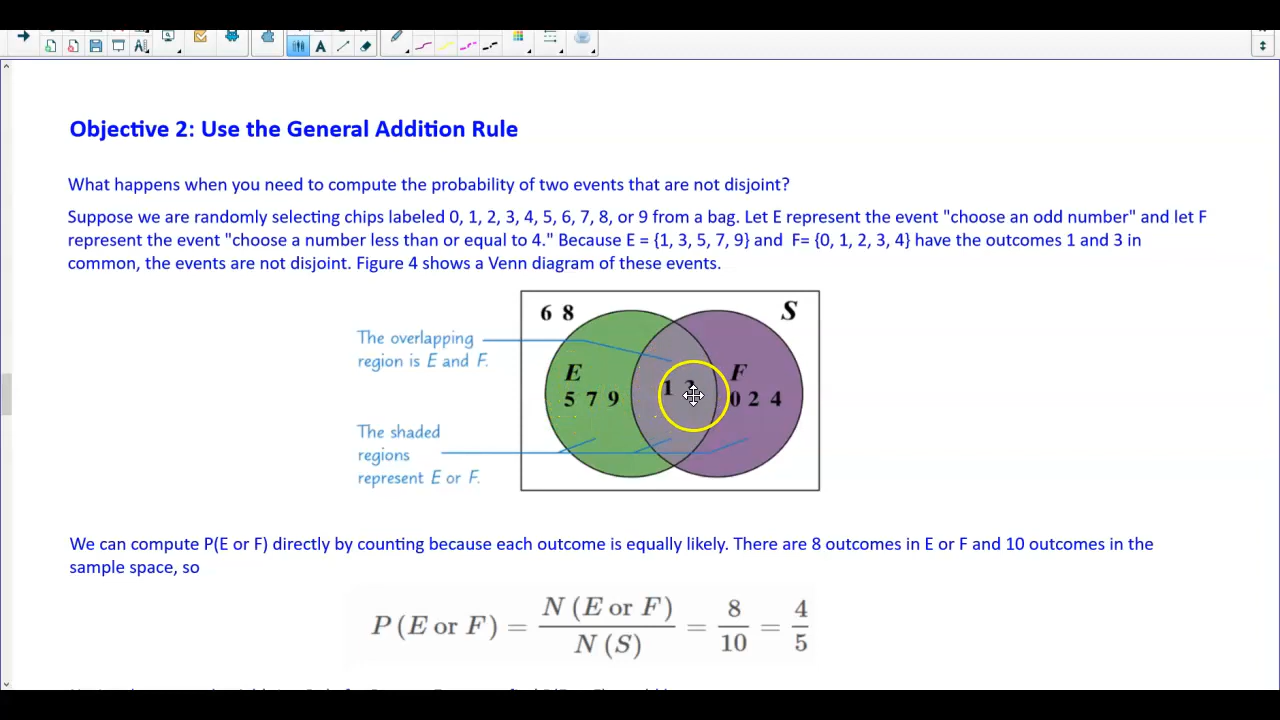 Objective 2: Use the General Addition Rule
What happens when you need to compute the probability of two events that are not disjoint?
Suppose we are randomly selecting chips labeled 0, 1, 2, 3, 4, 5, 6, 7, 8, or 9 from a bag. Let E represent the event "choose an odd number" and let F
represent the event "choose a number less than or equal to 4." Because E = {1, 3, 5, 7, 9} and F= {0, 1, 2, 3, 4} have the outcomes 1 and 3 in
common, the events are not disjoint. Figure 4 shows a Venn diagram of these events.
6 8
S
The overlapping
region is E and F.
E
F
5 7 9
1
0 2 4
The shaded
regions
represent E or F.
We can compute P(E or F) directly by counting because each outcome is equally likely. There are 8 outcomes in E or F and 10 outcomes in the
sample space, so
P (E or F) = N (E or F) / N (S) = 8/10 = 4/5